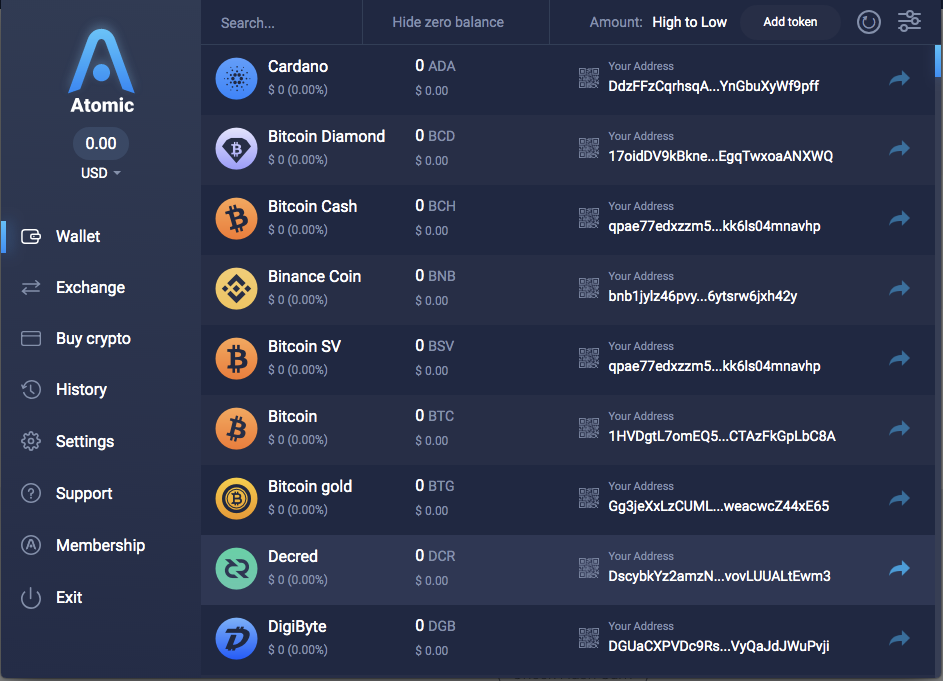 Atomic
0.00
USD
Wallet
Exchange
Buy crypto
History
Settings
Support
Membership
Exit
Search...
Hide zero balance
Amount: High to Low
Add token
Cardano
$ 0 (0.00%)
0 ADA
$ 0.00
Your Address
DdzFFzCqrhsqA...YnGbuXyWf9pff
Bitcoin Diamond
$ 0 (0.00%)
0 BCD
$ 0.00
Your Address
17oidDV9kBkne...EgqTwxoaANXWQ
Bitcoin Cash
$ 0 (0.00%)
0 BCH
$ 0.00
Your Address
qpae77edxzzm5...kk6ls04mnavhp
Binance Coin
$ 0 (0.00%)
0 BNB
$ 0.00
Your Address
bnb1jylz46pvy...6ytsrw6jxh42y
Bitcoin SV
$ 0 (0.00%)
0 BSV
$ 0.00
Your Address
qpae77edxzzm5...kk6ls04mnavhp
Bitcoin
$ 0 (0.00%)
0 BTC
$ 0.00
Your Address
1HVDgtL7omEQ5...CTAzFkGpLbC8A
Bitcoin gold
$ 0 (0.00%)
0 BTG
$ 0.00
Your Address
Gg3jeXxLzCUML...weacwcZ44xE65
Decred
$ 0 (0.00%)
0 DCR
$ 0.00
Your Address
DscybkYz2amzN...vovLUUALtEwm3
DigiByte
$ 0 (0.00%)
0 DGB
$ 0.00
Your Address
DGUaCXPVDc9Rs...VyQaJdJWuPvji